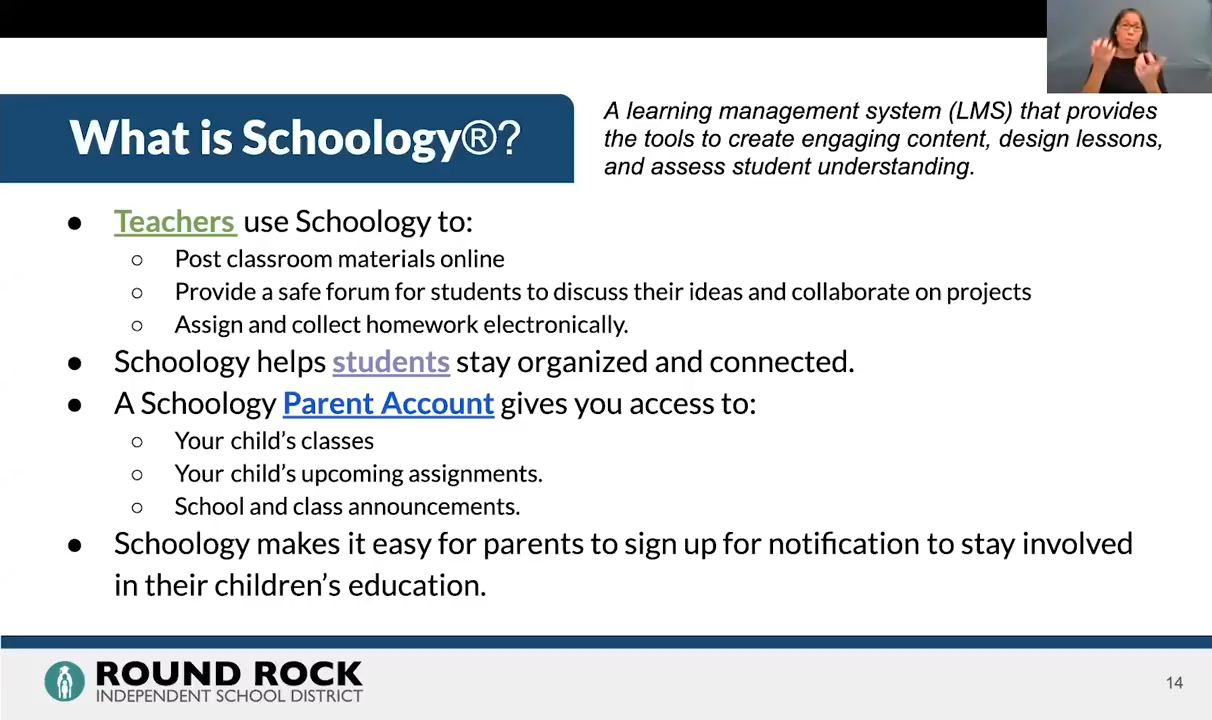 What is Schoology®?
A learning management system (LMS) that provides
the tools to create engaging content, design lessons,
and assess student understanding.
● Teachers use Schoology to:
○ Post classroom materials online
○ Provide a safe forum for students to discuss their ideas and collaborate on projects
○ Assign and collect homework electronically.
● Schoology helps students stay organized and connected.
● A Schoology Parent Account gives you access to:
○ Your child’s classes
○ Your child’s upcoming assignments.
○ School and class announcements.
● Schoology makes it easy for parents to sign up for notification to stay involved
in their children’s education.
ROUND ROCK
INDEPENDENT SCHOOL DISTRICT
14